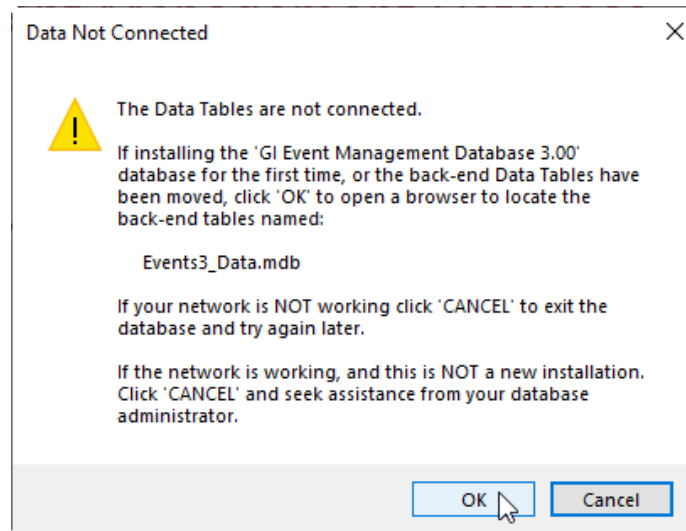 Data Not Connected
The Data Tables are not connected.
If installing the 'GI Event Management Database 3.00'
database for the first time, or the back-end Data Tables have
been moved, click 'OK' to open a browser to locate the
back-end tables named:
Events3_Data.mdb
If your network is NOT working click 'CANCEL' to exit the
database and try again later.
If the network is working, and this is NOT a new installation.
Click 'CANCEL' and seek assistance from your database
administrator.
OK
Cancel